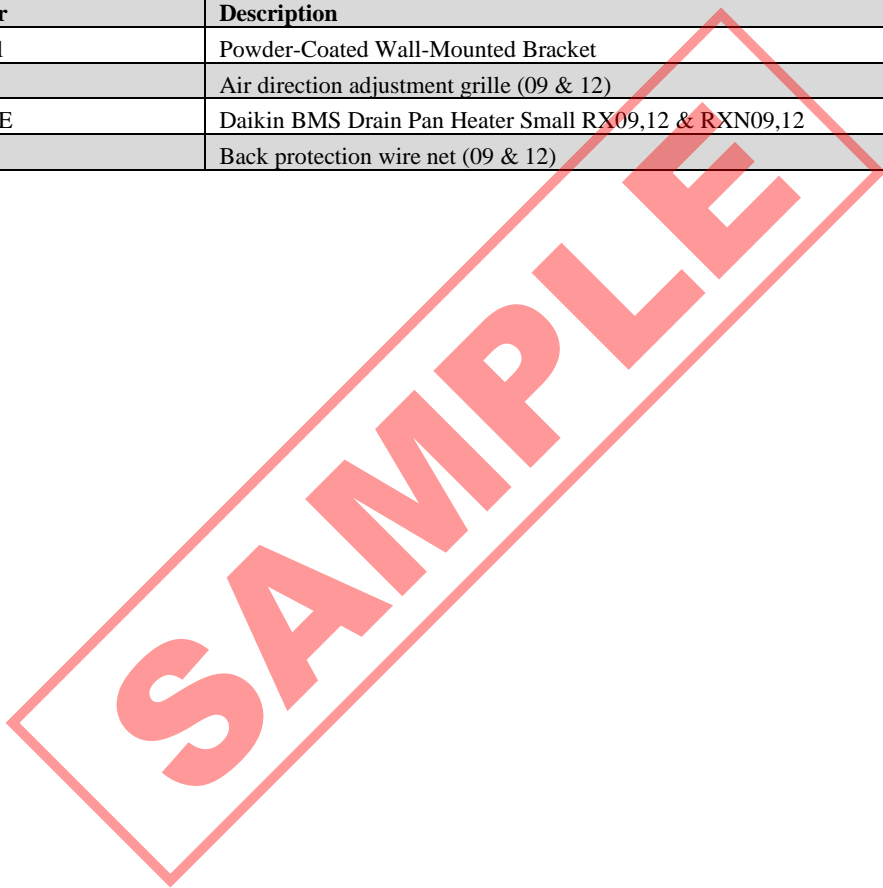 r Description
1 Powder-Coated Wall-Mounted Bracket
Air direction adjustment grille (09 & 12)
E Daikin BMS Drain Pan Heater Small RX09,12 & RXN09,12
Back protection wire net (09 & 12)
SAMPLE